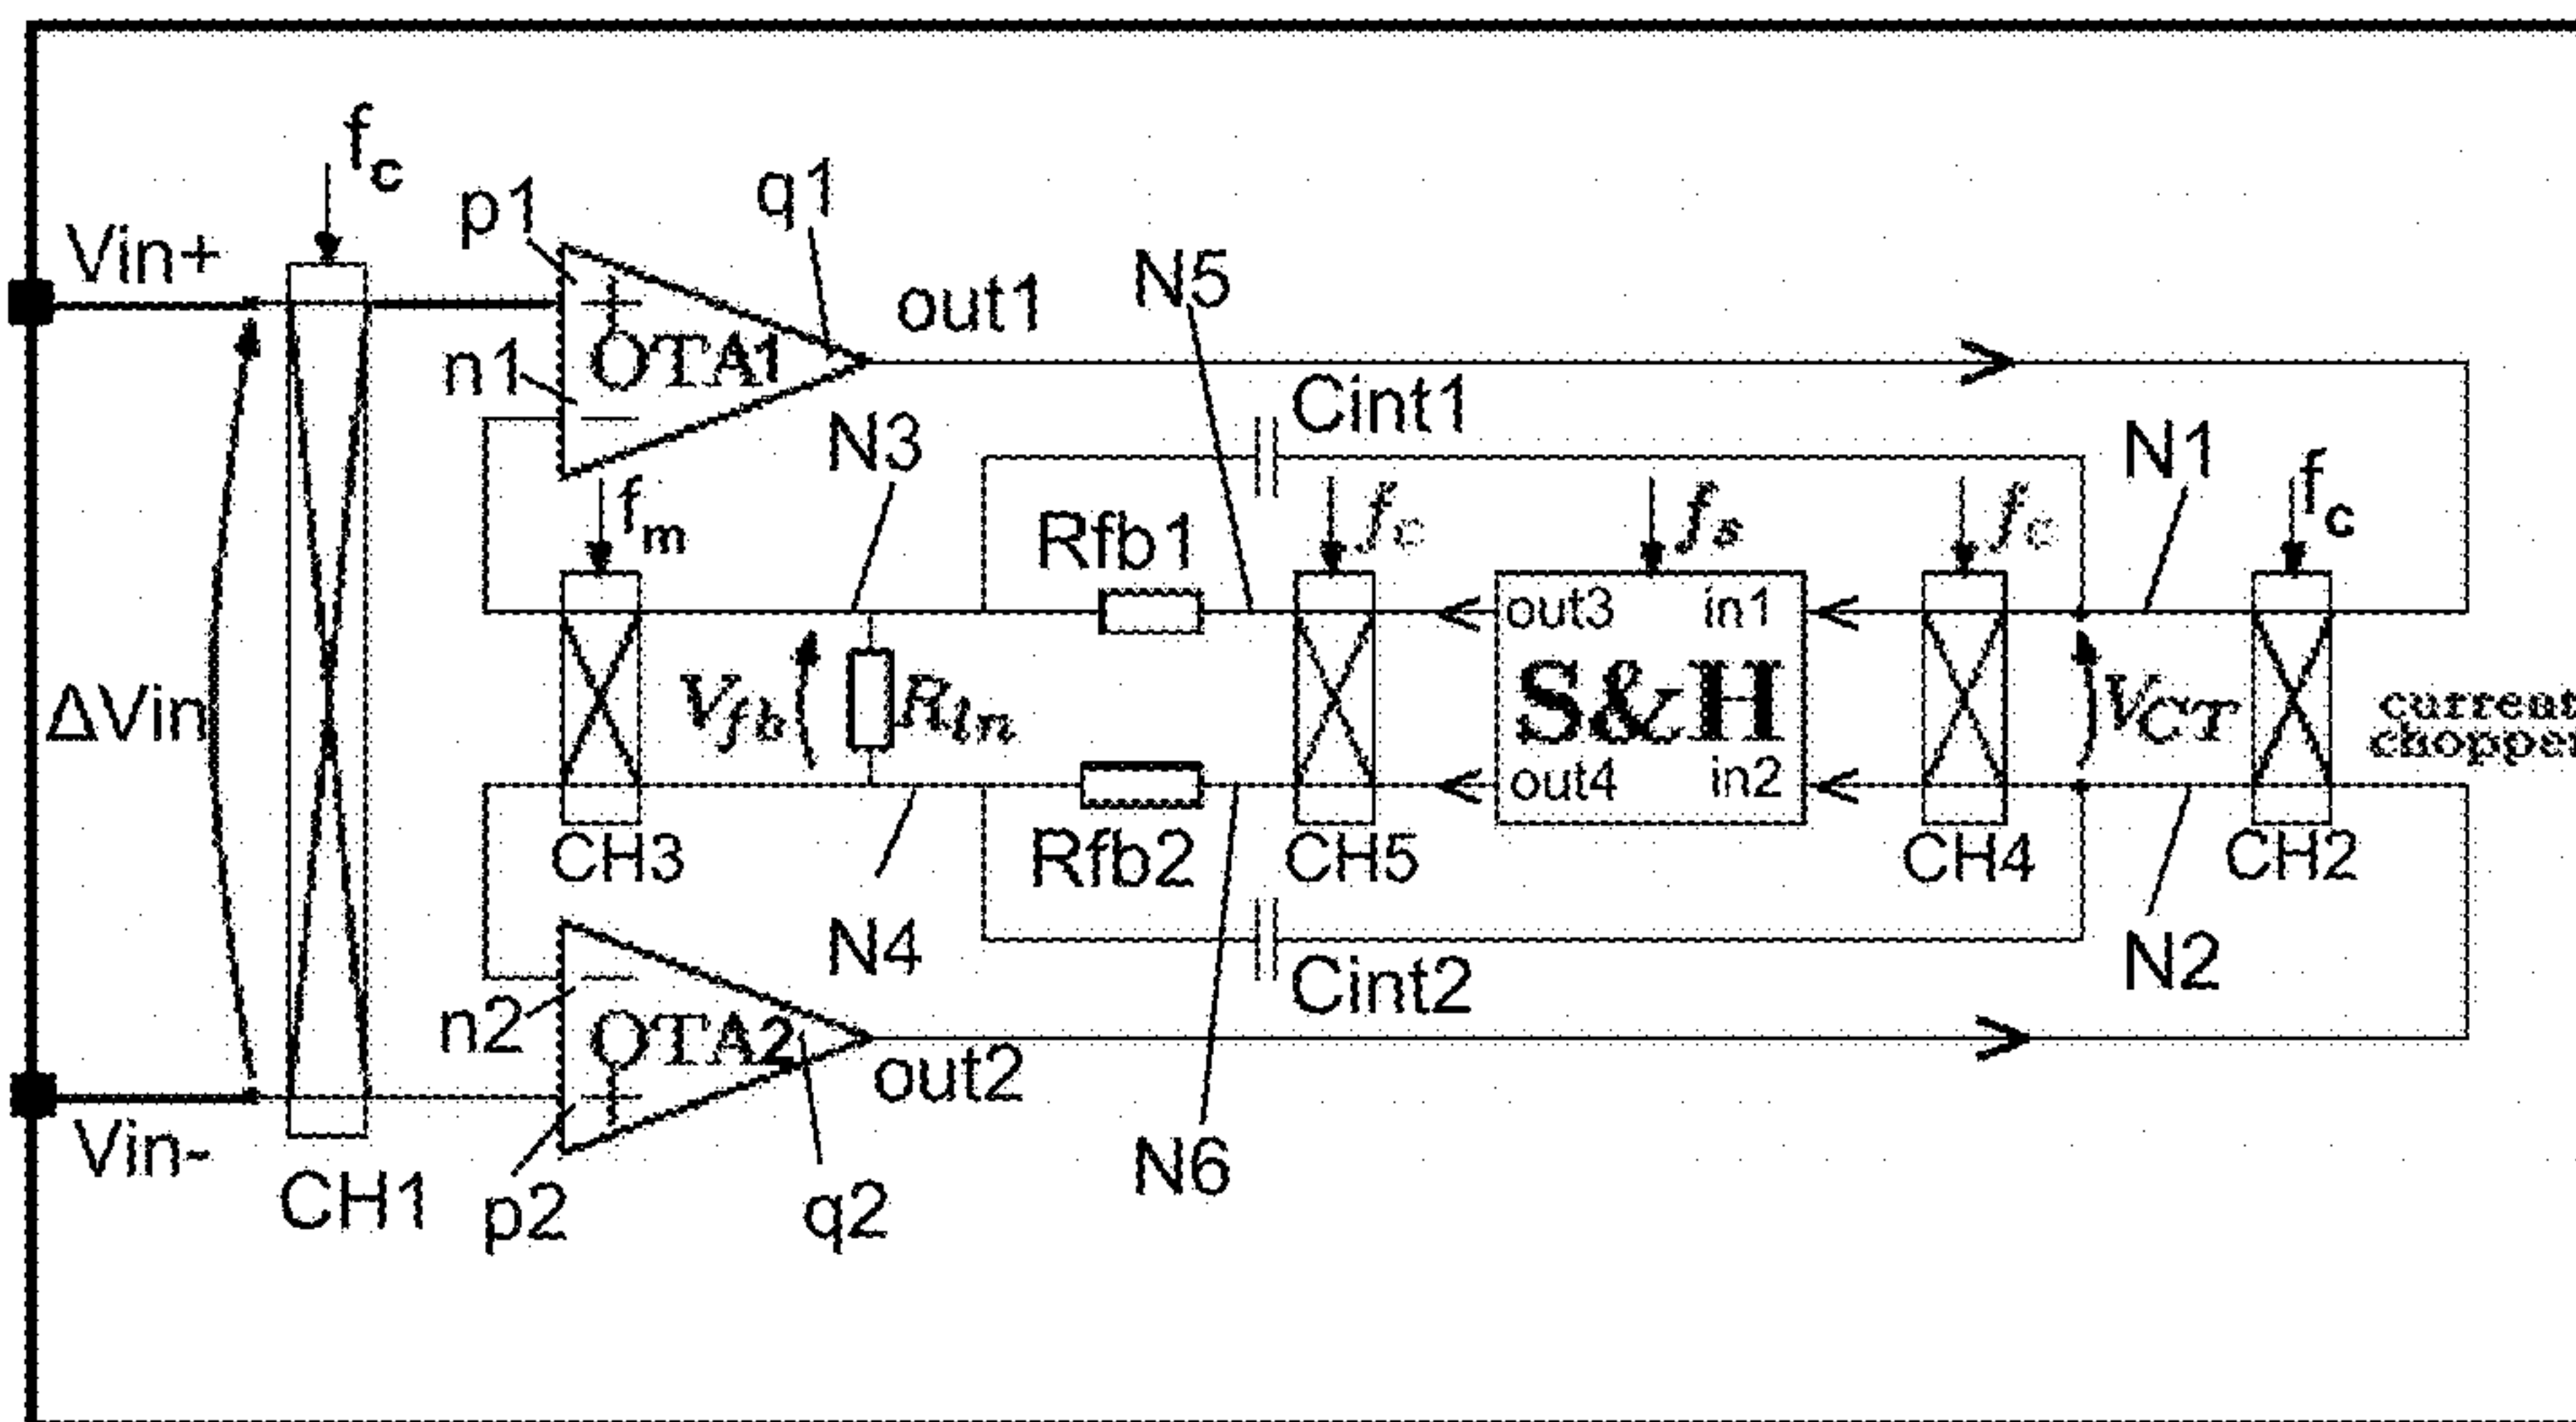 fc
Vin+
p1
q1
out1
N5
OTA1
n1
N3
Cint1
N1
fm
Rfb1
fc
fs
fc
fc
out3
in1
S&H
ΔVin
Vfb
VCT
current
chopper
out4
in2
CH3
Rfb2
CH5
CH4
CH2
N4
N2
n2
OTA2
out2
Cint2
Vin-
CH1
p2
q2
N6